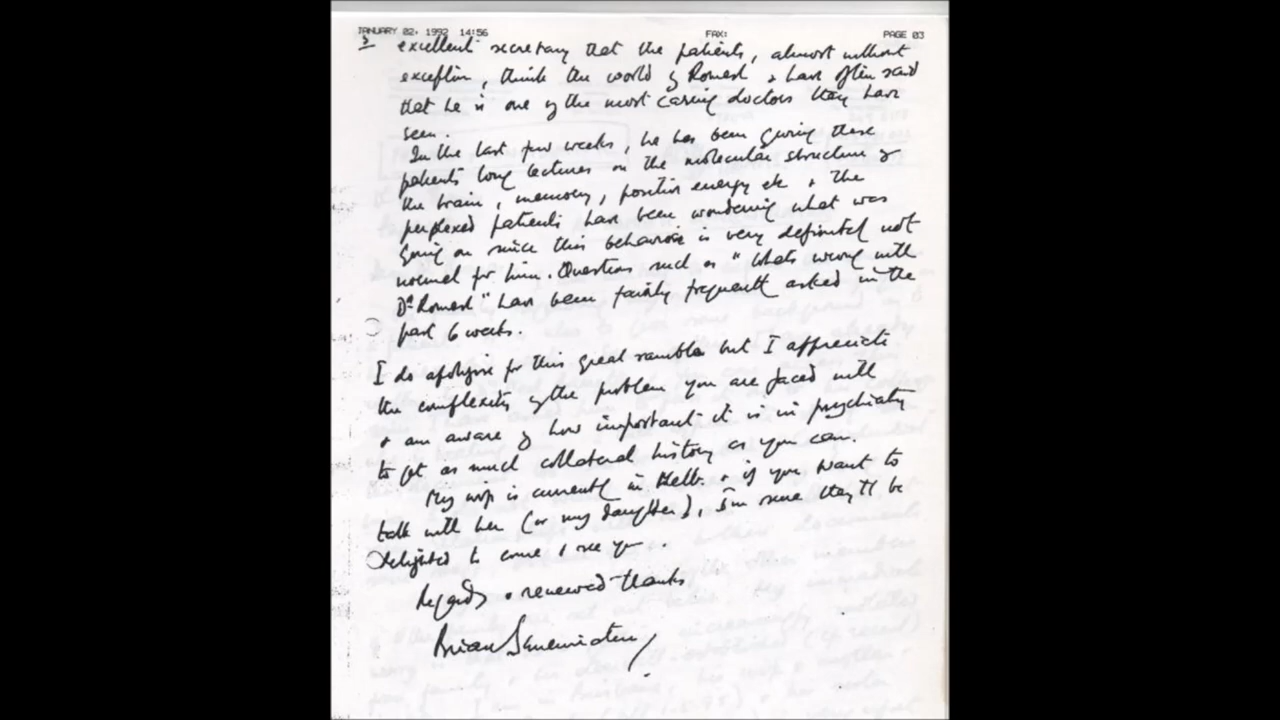 JANUARY 02, 1992 14:56 FAX: PAGE 03
excellent secretary that the patients, almost without
exception, think the world of & have often said
that he is one of the most caring doctors they have
seen.
In the last few weeks, he has been giving these
patients long lectures on the molecular structure of
the brain, memory, positive energy etc & the
perplexed patients have been wondering what was
going on since this behaviour is very definitely not
normal for him. Questions such as "Whats wrong with
Dr" have been fairly frequently asked in the
past 6 weeks.
I do apologise for this great ramble but I appreciate
the complexity of the problem you are faced with
& am aware of how important it is in psychiatry
to get as much collateral history as you can.
My wife is currently in Melb. & if you want to
talk with her (or my daughter), I'm sure they'll be
delighted to come & see you.
Regards & renewed thanks
Brian